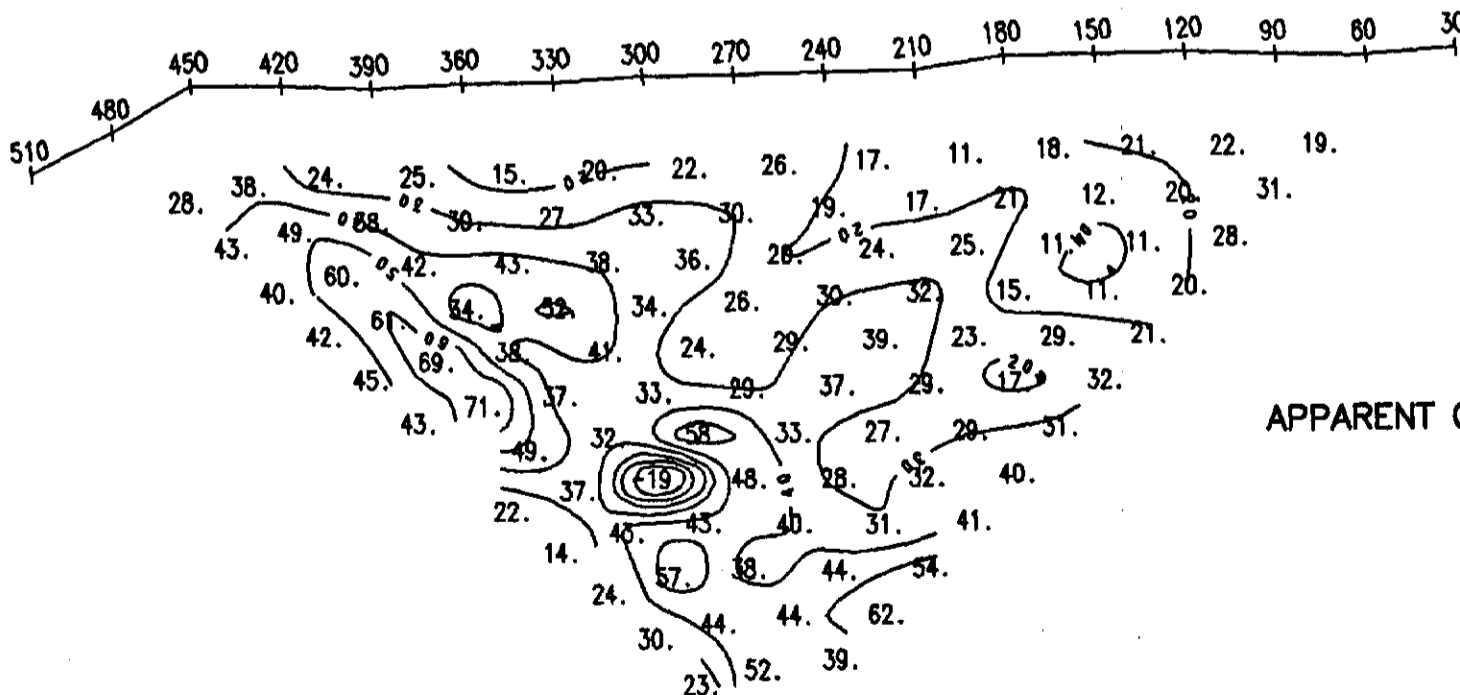 510 480 450 420 390 360 330 300 270 240 210 180 150 120 90 60 30
24. 25. 15. 20. 22. 26. 17. 11. 18. 21. 22. 19.
28. 38. 38. 30. 27 33. 30. 19. 17. 21 12. 20. 31.
43. 49. 42. 43. 38. 36. 20. 24. 25. 11. 11. 28.
40. 60. 34. 52. 34. 26. 30. 32. 15. 11. 20.
42. 61. 38. 41. 24. 29. 39. 23. 29. 21.
45. 69. 37. 33. 29. 37. 29. 17 32.
43. 71. 32. 58. 33. 27. 29. 31.
APPARENT
49. -19 48. 28. 32. 40.
22. 37. 43. 43. 40. 31. 41.
14. 57. 38. 44. 54.
24. 44. 44. 62.
30. 52. 39.
23.